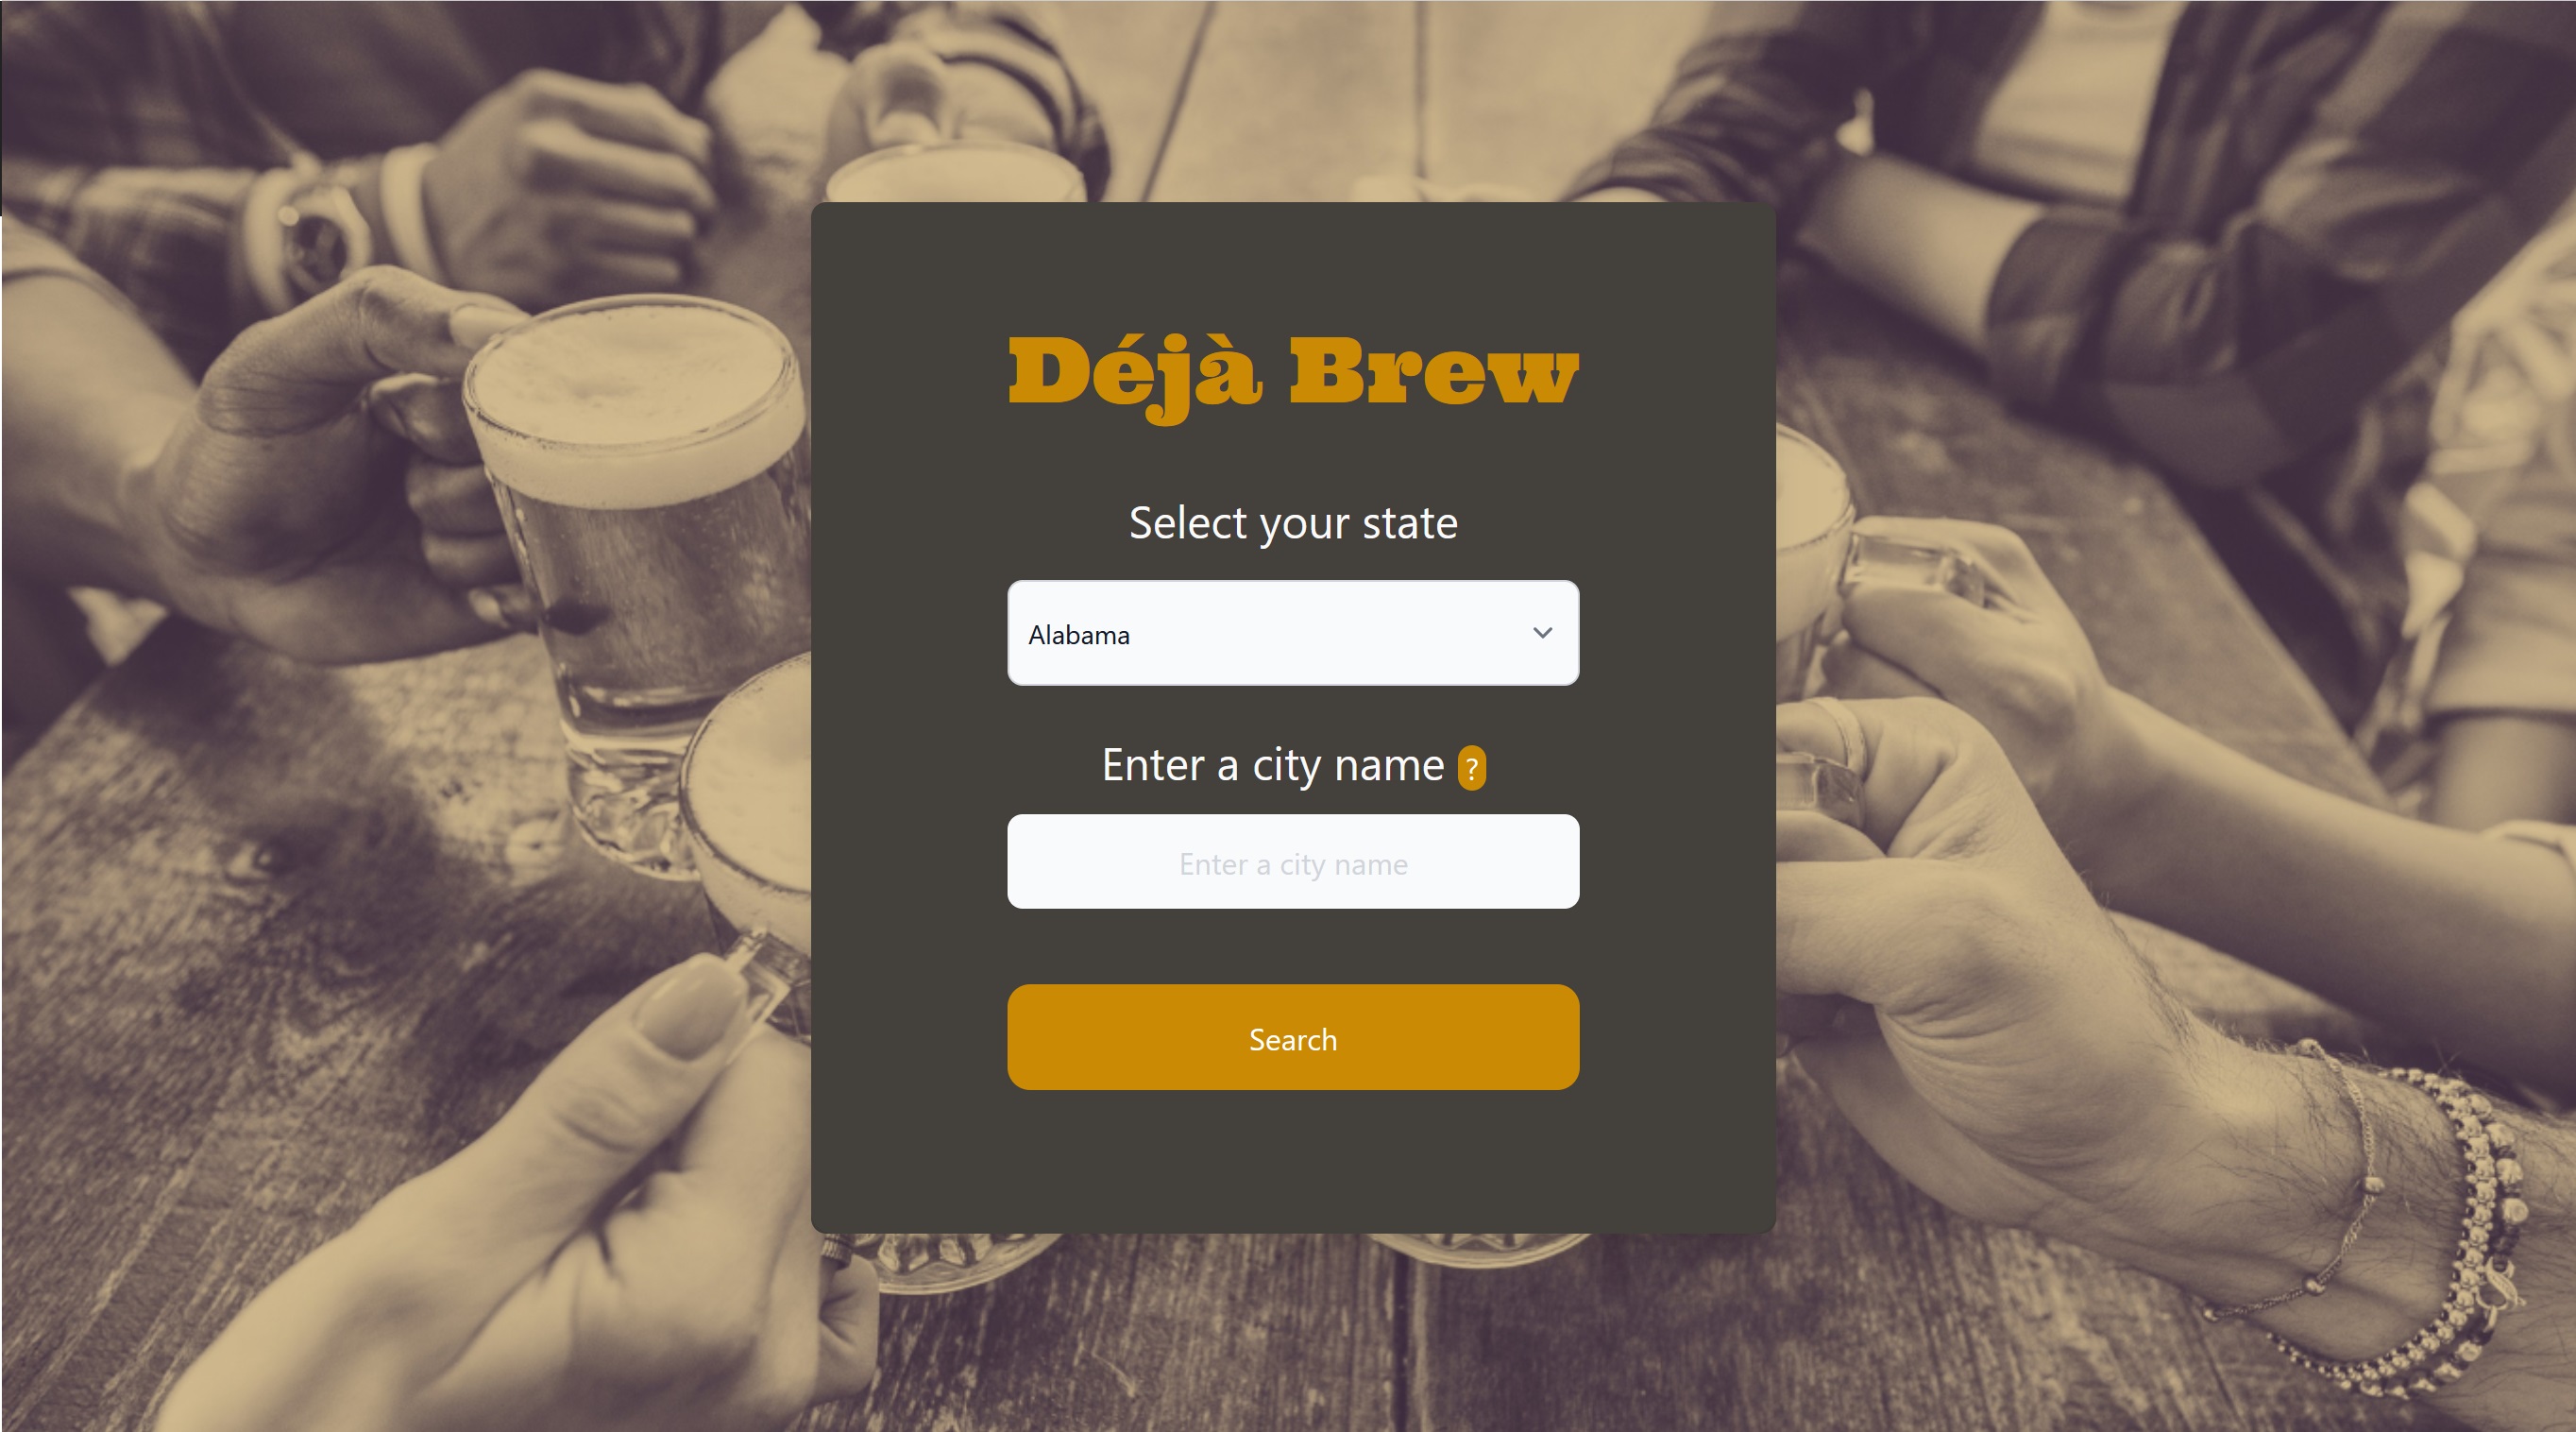 Déjà Brew
Select your state
Alabama
Enter a city name ?
Enter a city name
Search